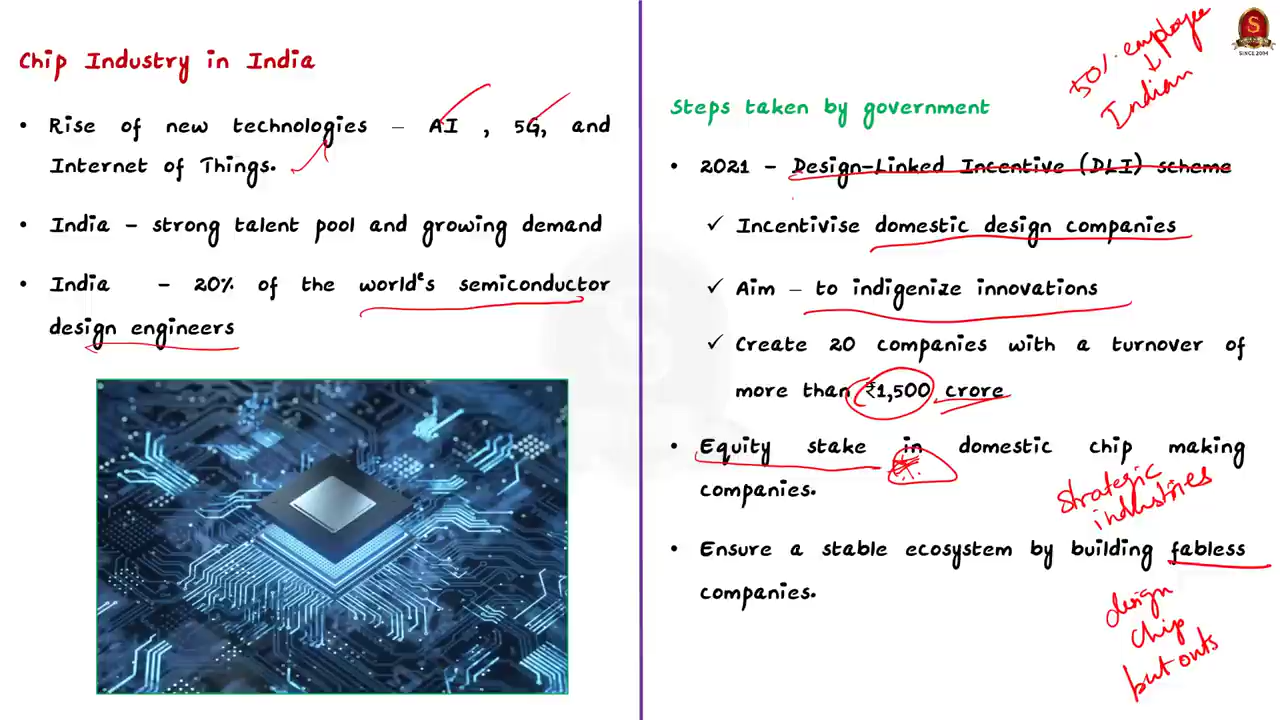 Chip Industry in India
• Rise of new technologies – AI , 5G, and
Internet of Things.
• India – strong talent pool and growing demand
• India – 20% of the world's semiconductor
design engineers
50% employee
Indian
S
SINCE 2004
Steps taken by government
• 2021 – Design-Linked Incentive (DLI) scheme
✓ Incentivise domestic design companies
✓ Aim – to indigenize innovations
✓ Create 20 companies with a turnover of
more than ₹1,500 crore
• Equity stake in domestic chip making
companies.
strategic
industries
• Ensure a stable ecosystem by building fabless
companies.
design
chip
but outs